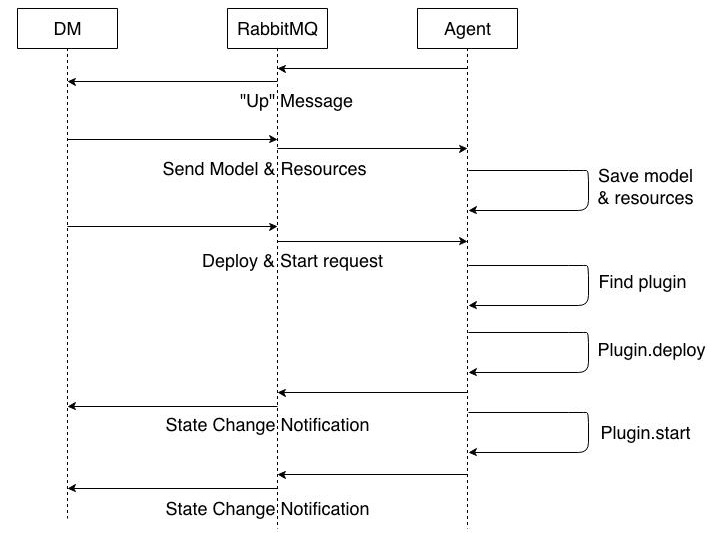 DM
RabbitMQ
Agent
"Up" Message
Send Model & Resources
Save model
& resources
Deploy & Start request
Find plugin
Plugin.deploy
State Change Notification
Plugin.start
State Change Notification